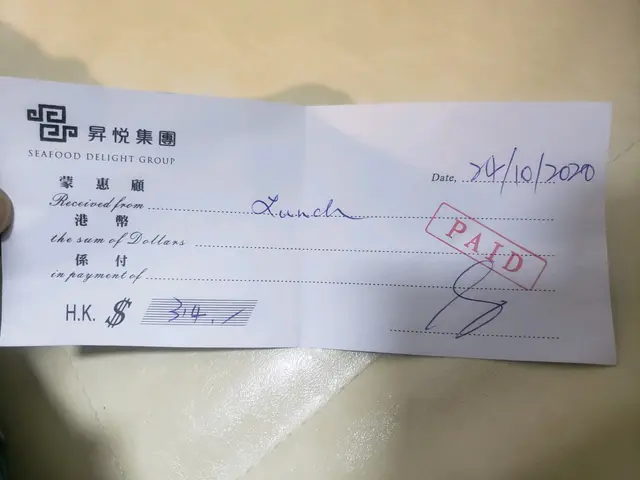 昇悅集團
SEAFOOD DELIGHT GROUP
Date, 24/10/2020
蒙惠顧
Received from Lunch
港幣
the sum of Dollars
PAID
係付
in payment of
H.K. $ 314./